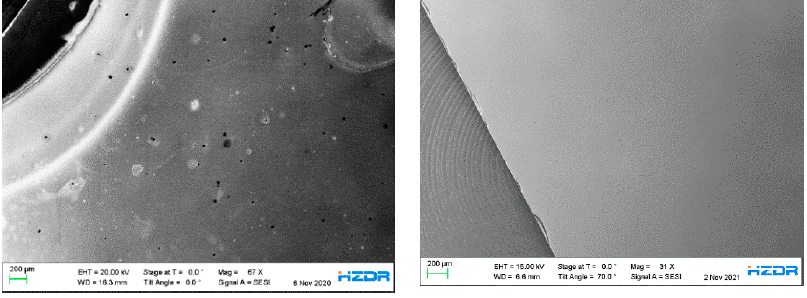 200 µm
EHT = 20.00 kV Stage at T = 0.0 ° Mag = 67 X
WD = 16.3 mm Tilt Angle = 0.0 ° Signal A = SESI 6 Nov 2020 HZDR
200 µm
EHT = 15.00 kV Stage at T = 0.0 ° Mag = 31 X
WD = 6.6 mm Tilt Angle = 70.0 ° Signal A = SESI 2 Nov 2021 HZDR